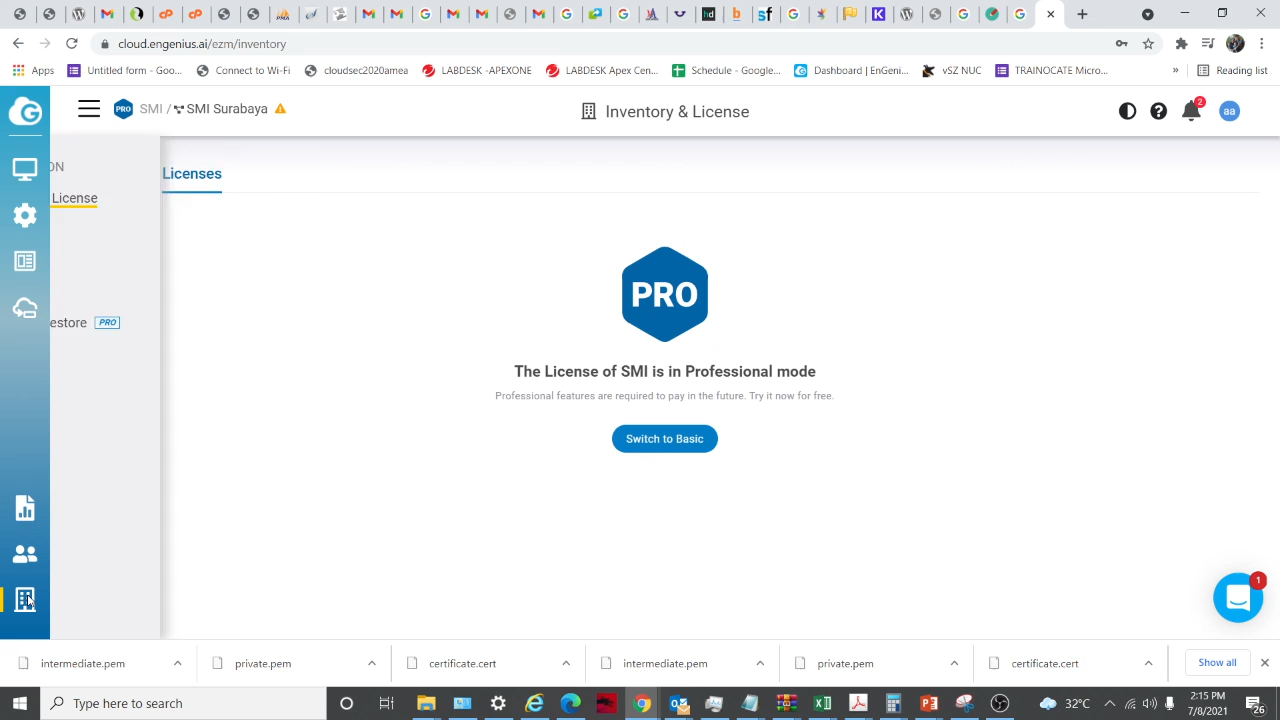 cloud.engenius.ai/ezm/inventory
Apps
Untitled form - Goo...
Connect to Wi-Fi
cloudsec2020amea
LABDESK -APEXONE
LABDESK Apex Cen...
Schedule - Google...
Dashboard | EnGeni...
vSZ NUC
TRAINOCATE Micro...
»
Reading list
PRO SMI / SMI Surabaya
Inventory & License
2
aa
ON
License
estore PRO
Licenses
PRO
The License of SMI is in Professional mode
Professional features are required to pay in the future. Try it now for free.
Switch to Basic
1
intermediate.pem
private.pem
certificate.cert
intermediate.pem
private.pem
certificate.cert
Show all
Type here to search
32°C
2:15 PM
7/8/2021
26